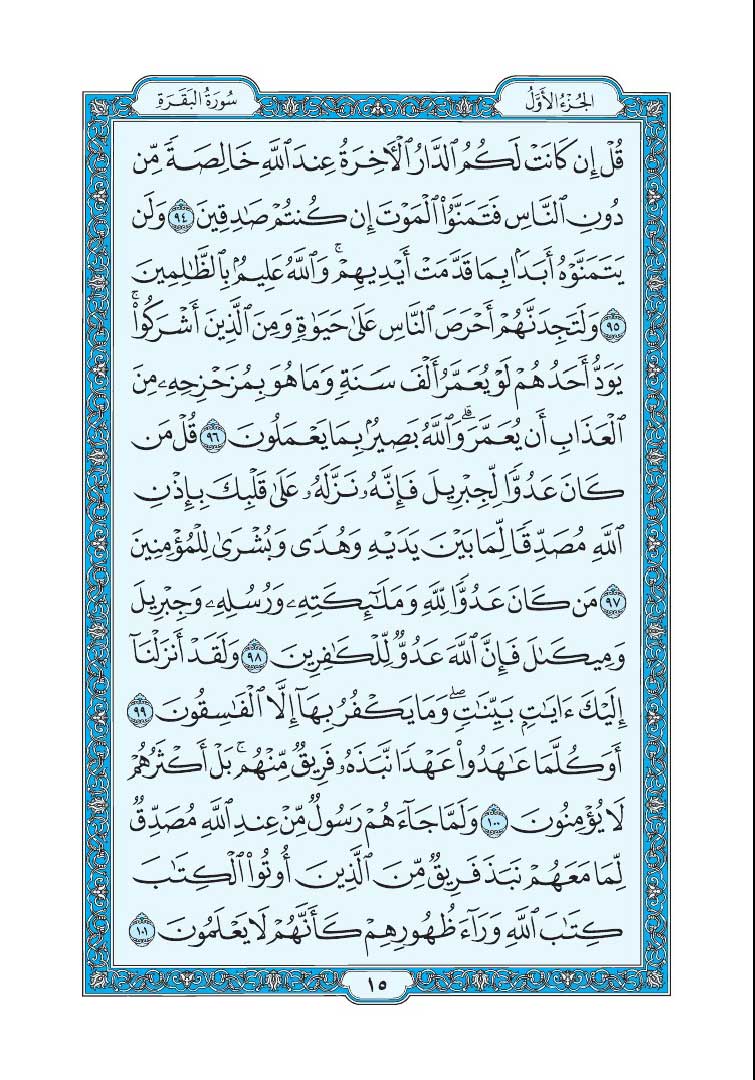 الجُزْءُ الأَوَّلُ
سُورَةُ البَقَرَةِ
قُلْ إِن كَانَتْ لَكُمُ ٱلدَّارُ ٱلْأَخِرَةُ عِندَ ٱللَّهِ خَالِصَةً مِّن
دُونِ ٱلنَّاسِ فَتَمَنَّوُا۟ ٱلْمَوْتَ إِن كُنتُمْ صَٰدِقِينَ ٩٤ وَلَن
يَتَمَنَّوْهُ أَبَدًۢا بِمَا قَدَّمَتْ أَيْدِيهِمْ ۚ وَٱللَّهُ عَلِيمٌۢ بِٱلظَّٰلِمِينَ
٩٥ وَلَتَجِدَنَّهُمْ أَحْرَصَ ٱلنَّاسِ عَلَىٰ حَيَوٰةٍ وَمِنَ ٱلَّذِينَ أَشْرَكُوا۟ ۚ
يَوَدُّ أَحَدُهُمْ لَوْ يُعَمَّرُ أَلْفَ سَنَةٍ وَمَا هُوَ بِمُزَحْزِحِهِۦ مِنَ
ٱلْعَذَابِ أَن يُعَمَّرَ ۗ وَٱللَّهُ بَصِيرٌۢ بِمَا يَعْمَلُونَ ٩٦ قُلْ مَن
كَانَ عَدُوًّا لِّجِبْرِيلَ فَإِنَّهُۥ نَزَّلَهُۥ عَلَىٰ قَلْبِكَ بِإِذْنِ
ٱللَّهِ مُصَدِّقًا لِّمَا بَيْنَ يَدَيْهِ وَهُدًى وَبُشْرَىٰ لِلْمُؤْمِنِينَ
٩٧ مَن كَانَ عَدُوًّا لِّلَّهِ وَمَلَٰٓئِكَتِهِۦ وَرُسُلِهِۦ وَجِبْرِيلَ
وَمِيكَىٰلَ فَإِنَّ ٱللَّهَ عَدُوٌّ لِّلْكَٰفِرِينَ ٩٨ وَلَقَدْ أَنزَلْنَآ
إِلَيْكَ ءَايَٰتٍۭ بَيِّنَٰتٍ ۖ وَمَا يَكْفُرُ بِهَآ إِلَّا ٱلْفَٰسِقُونَ ٩٩
أَوَكُلَّمَا عَٰهَدُوا۟ عَهْدًا نَّبَذَهُۥ فَرِيقٌ مِّنْهُم ۚ بَلْ أَكْثَرُهُمْ
لَا يُؤْمِنُونَ ١٠٠ وَلَمَّا جَآءَهُمْ رَسُولٌ مِّنْ عِندِ ٱللَّهِ مُصَدِّقٌ
لِّمَا مَعَهُمْ نَبَذَ فَرِيقٌ مِّنَ ٱلَّذِينَ أُوتُوا۟ ٱلْكِتَٰبَ
كِتَٰبَ ٱللَّهِ وَرَآءَ ظُهُورِهِمْ كَأَنَّهُمْ لَا يَعْلَمُونَ ١٠١
١٥